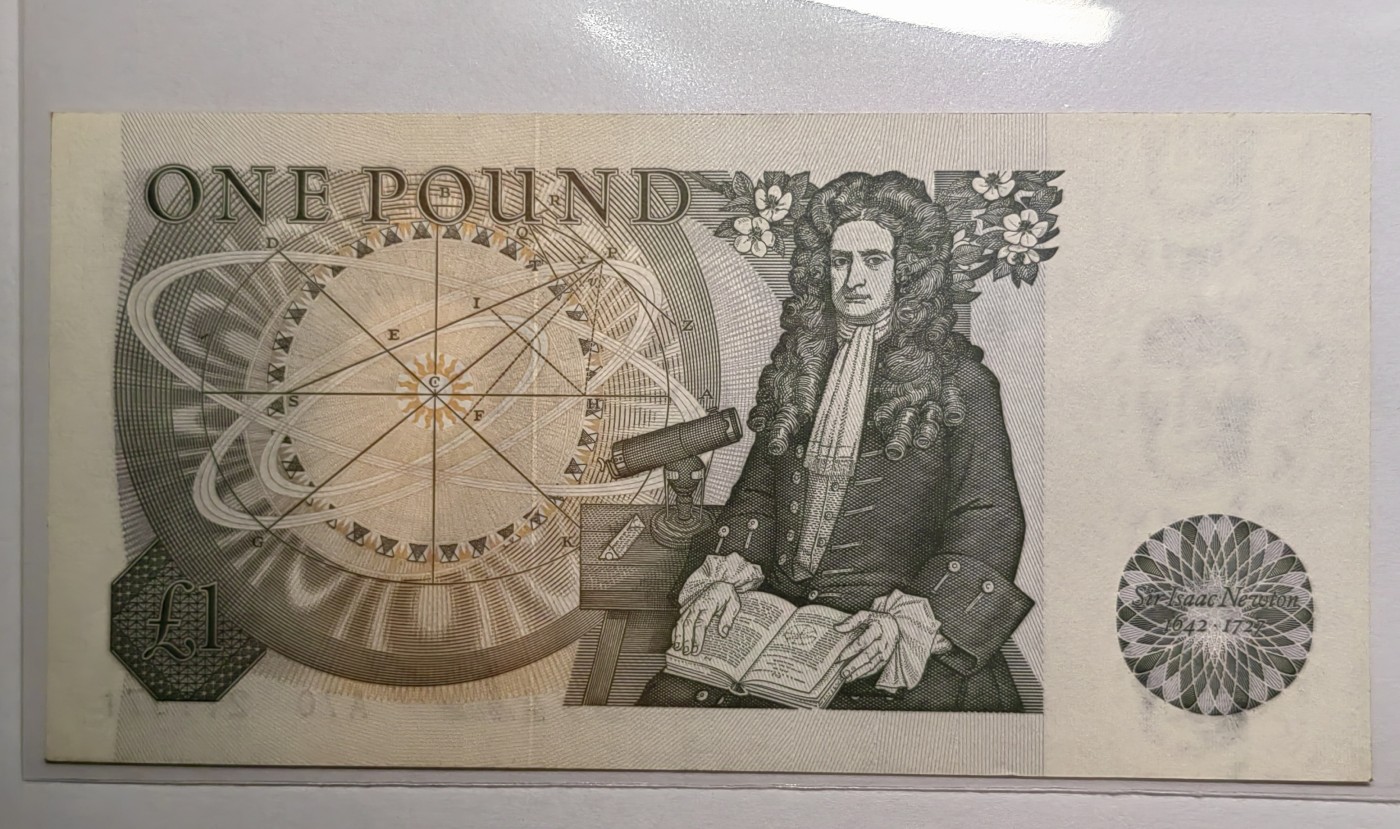 ONE POUND
B
R
D
Q
T
Y
P
I
Z
E
C
S
H
A
F
G
K
£1
Sir Isaac Newton
1642 · 1727